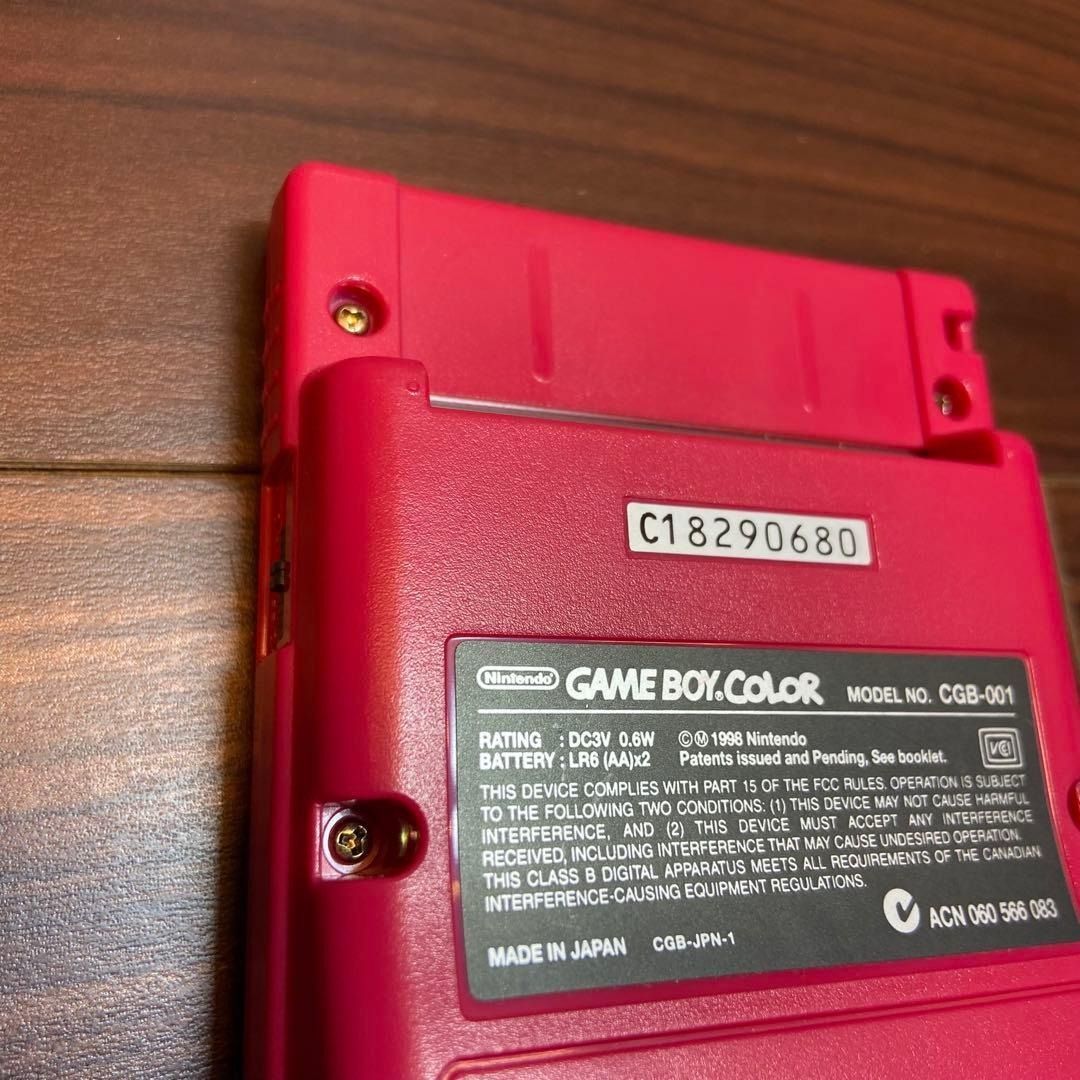 C18290680
Nintendo GAME BOY COLOR MODEL NO. CGB-001
RATING : DC3V 0.6W ©Ⓜ 1998 Nintendo
BATTERY : LR6 (AA)x2 Patents issued and Pending, See booklet.
VCI
THIS DEVICE COMPLIES WITH PART 15 OF THE FCC RULES. OPERATION IS SUBJECT
TO THE FOLLOWING TWO CONDITIONS: (1) THIS DEVICE MAY NOT CAUSE HARMFUL
INTERFERENCE, AND (2) THIS DEVICE MUST ACCEPT ANY INTERFERENCE
RECEIVED, INCLUDING INTERFERENCE THAT MAY CAUSE UNDESIRED OPERATION.
THIS CLASS B DIGITAL APPARATUS MEETS ALL REQUIREMENTS OF THE CANADIAN
INTERFERENCE-CAUSING EQUIPMENT REGULATIONS.
ACN 060 566 083
MADE IN JAPAN CGB-JPN-1